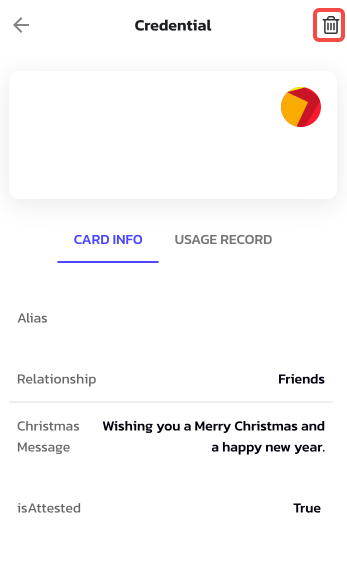 Credential
CARD INFO USAGE RECORD
Alias
Relationship Friends
Christmas Wishing you a Merry Christmas and
Message a happy new year.
isAttested True